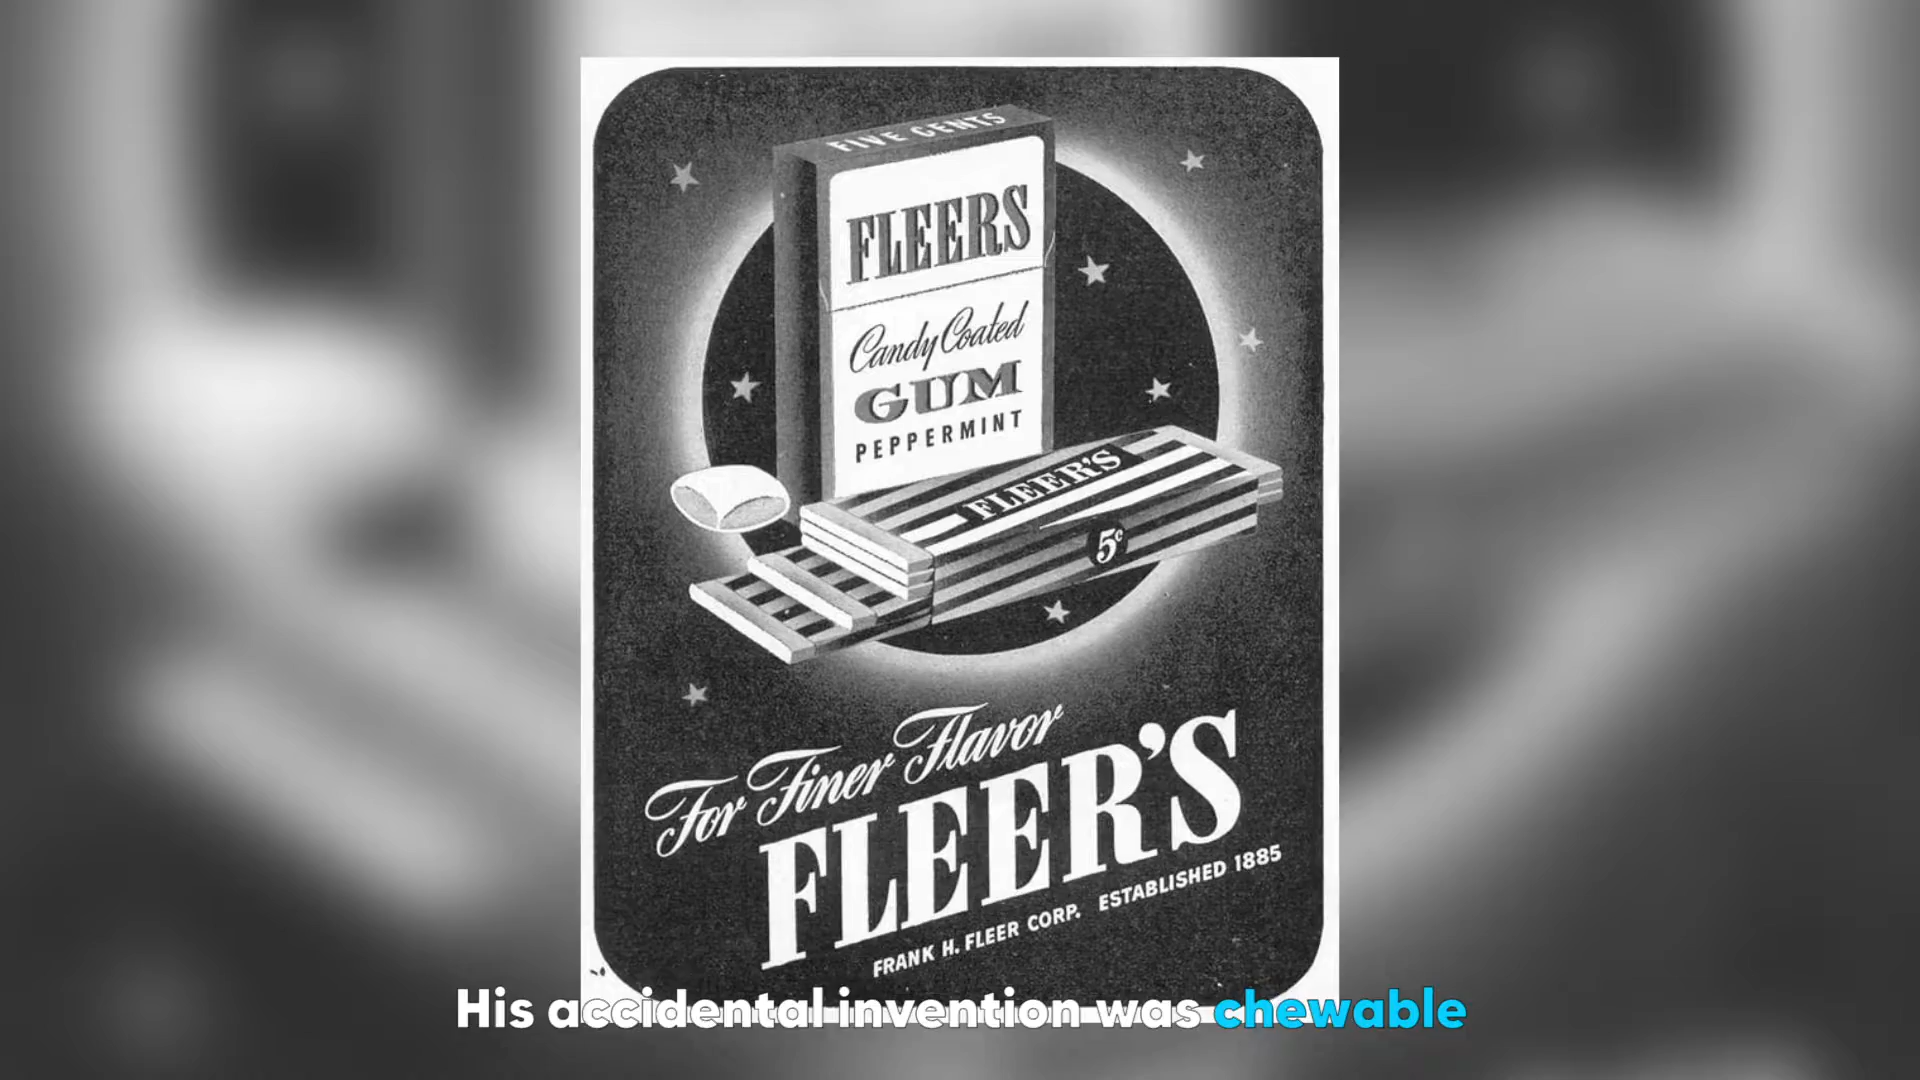 FIVE CENTS
FLEERS
Candy Coated
GUM
PEPPERMINT
FLEER'S
5¢
For Finer Flavor
FLEER'S
FRANK H. FLEER CORP. ESTABLISHED 1885
His accidental invention was chewable